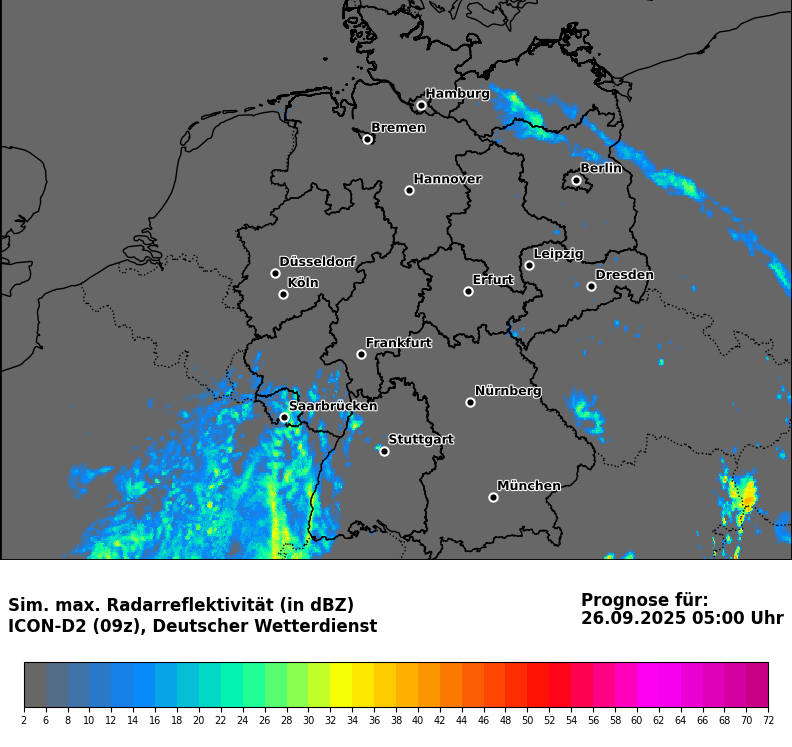 Hamburg
Bremen
Berlin
Hannover
Leipzig
Düsseldorf
Dresden
Köln
Erfurt
Frankfurt
Nürnberg
Saarbrücken
Stuttgart
München
Sim. max. Radarreflektivität (in dBZ)
ICON-D2 (09z), Deutscher Wetterdienst
Prognose für:
26.09.2025 05:00 Uhr
2 6 8 10 12 14 16 18 20 22 24 26 28 30 32 34 36 38 40 42 44 46 48 50 52 54 56 58 60 62 64 66 68 70 72